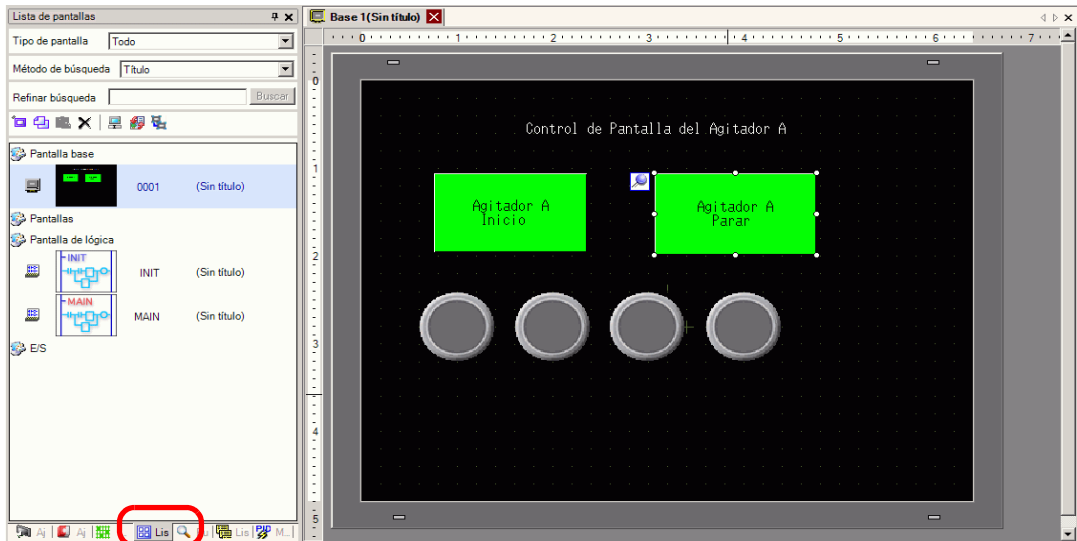 Lista de pantallas
Tipo de pantalla Todo
Método de búsqueda Título
Refinar búsqueda Buscar
Pantalla base
0001 (Sin título)
Pantallas
Pantalla de lógica
INIT INIT (Sin título)
MAIN MAIN (Sin título)
E/S
Aj Aj Lis Lis M...
Base 1(Sin título)
0 1 2 3 4 5 6 7
0
1
2
3
4
5
Control de Pantalla del Agitador A
Agitador A
Inicio
Agitador A
Parar